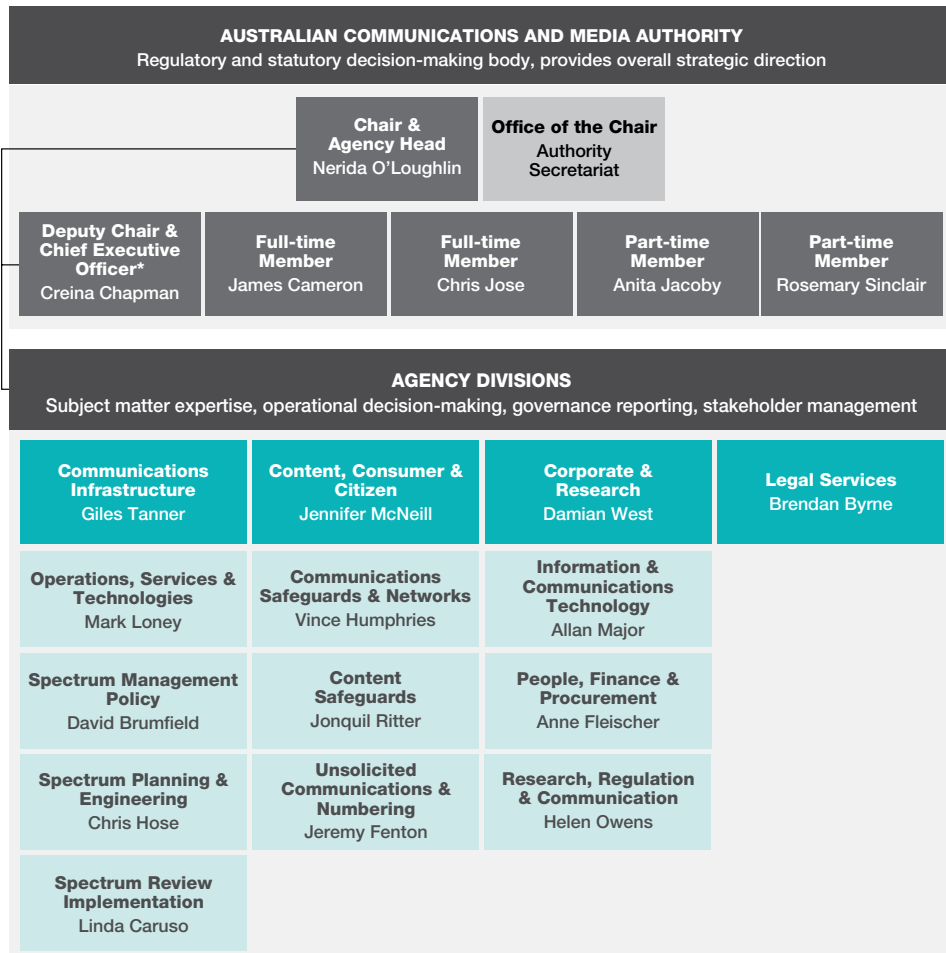 AUSTRALIAN COMMUNICATIONS AND MEDIA AUTHORITY
Regulatory and statutory decision-making body, provides overall strategic direction
Chair &
Agency Head
Nerida O’Loughlin
Office of the Chair
Authority
Secretariat
Deputy Chair &
Chief Executive
Officer*
Creina Chapman
Full-time
Member
James Cameron
Full-time
Member
Chris Jose
Part-time
Member
Anita Jacoby
Part-time
Member
Rosemary Sinclair
AGENCY DIVISIONS
Subject matter expertise, operational decision-making, governance reporting, stakeholder management
Communications
Infrastructure
Giles Tanner
Content, Consumer &
Citizen
Jennifer McNeill
Corporate &
Research
Damian West
Legal Services
Brendan Byrne
Operations, Services &
Technologies
Mark Loney
Communications
Safeguards & Networks
Vince Humphries
Information &
Communications
Technology
Allan Major
Spectrum Management
Policy
David Brumfield
Content
Safeguards
Jonquil Ritter
People, Finance &
Procurement
Anne Fleischer
Spectrum Planning &
Engineering
Chris Hose
Unsolicited
Communications &
Numbering
Jeremy Fenton
Research, Regulation
& Communication
Helen Owens
Spectrum Review
Implementation
Linda Caruso